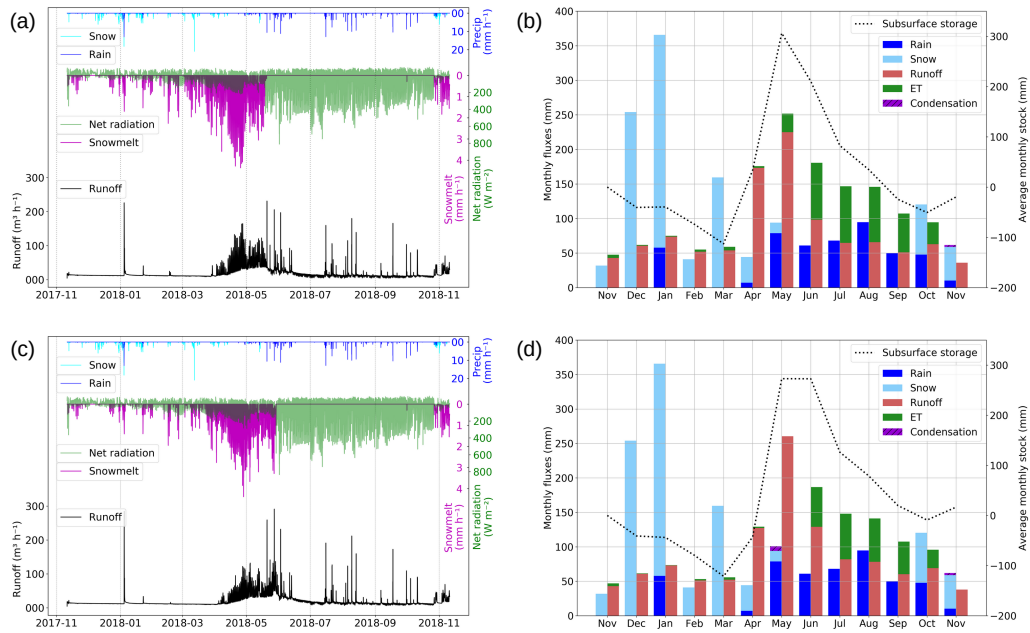 (a)
Snow
Rain
00
10
20
Precip
(mm h⁻¹)
Net radiation
Snowmelt
0
1
2
3
4
Snowmelt
(mm h⁻¹)
200
400
600
800
Net radiation
(W m⁻²)
Runoff
Runoff (m³ h⁻¹)
300
200
100
000
2017-11
2018-01
2018-03
2018-05
2018-07
2018-09
2018-11
(b)
Subsurface storage
Rain
Snow
Runoff
ET
Condensation
Monthly fluxes (mm)
400
350
300
250
200
150
100
50
0
Average monthly stock (mm)
300
200
100
0
−100
−200
Nov
Dec
Jan
Feb
Mar
Apr
May
Jun
Jul
Aug
Sep
Oct
Nov
(c)
Snow
Rain
00
10
20
Precip
(mm h⁻¹)
Net radiation
Snowmelt
0
1
2
3
4
Snowmelt
(mm h⁻¹)
200
400
600
800
Net radiation
(W m⁻²)
Runoff
Runoff (m³ h⁻¹)
300
200
100
000
2017-11
2018-01
2018-03
2018-05
2018-07
2018-09
2018-11
(d)
Subsurface storage
Rain
Snow
Runoff
ET
Condensation
Monthly fluxes (mm)
400
350
300
250
200
150
100
50
0
Average monthly stock (mm)
300
200
100
0
−100
−200
Nov
Dec
Jan
Feb
Mar
Apr
May
Jun
Jul
Aug
Sep
Oct
Nov